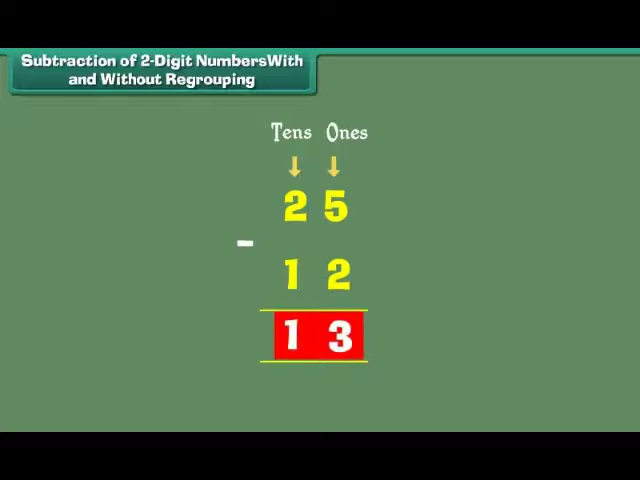 Subtraction of 2-Digit NumbersWith
and Without Regrouping
Tens Ones
↓ ↓
2 5
-
1 2
1 3